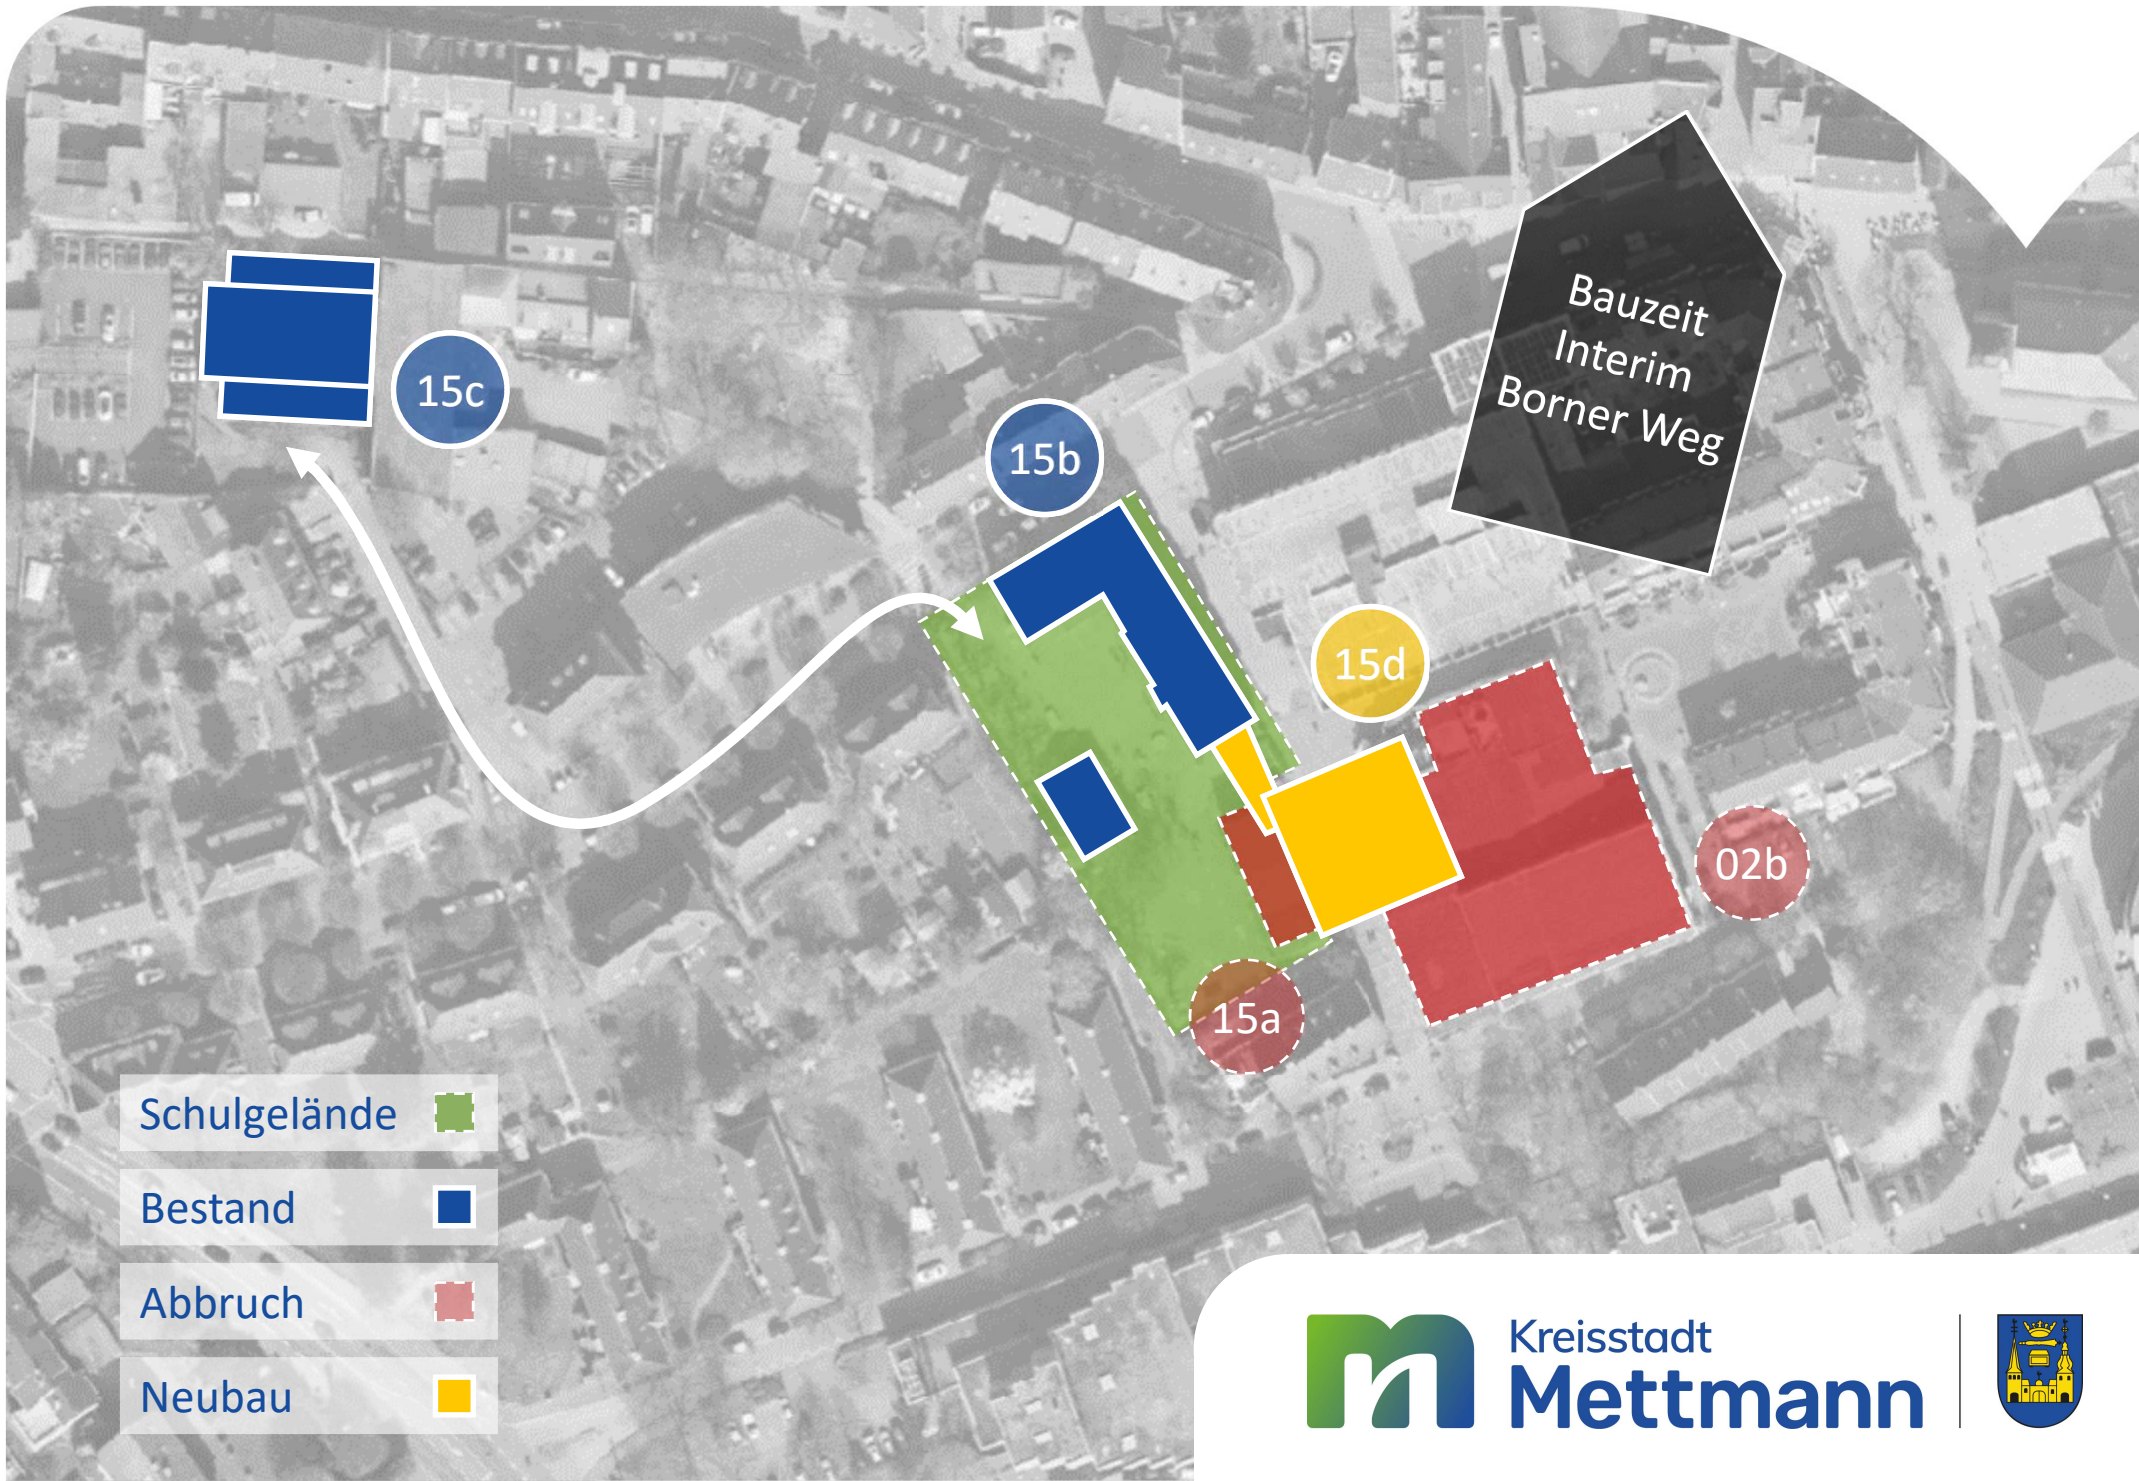 Bauzeit
Interim
Borner Weg
15c
15b
15d
02b
15a
Schulgelände
Bestand
Abbruch
Neubau
Kreisstadt
Mettmann